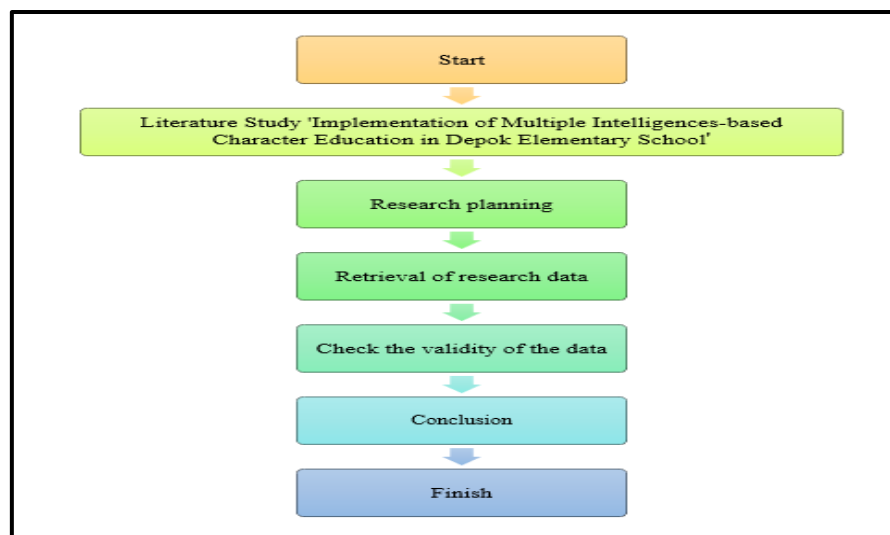 Start
Literature Study 'Implementation of Multiple Intelligences-based
Character Education in Depok Elementary School'
Research planning
Retrieval of research data
Check the validity of the data
Conclusion
Finish